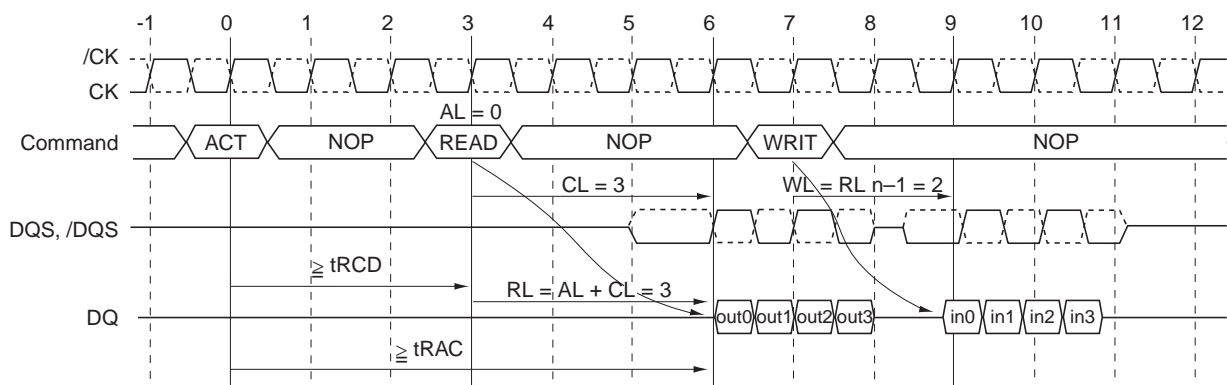 -1 0 1 2 3 4 5 6 7 8 9 10 11 12
/CK
CK
AL = 0
Command ACT NOP READ NOP WRIT NOP
CL = 3 WL = RL n–1 = 2
DQS, /DQS
≧ tRCD
RL = AL + CL = 3
DQ out0 out1 out2 out3 in0 in1 in2 in3
≧ tRAC